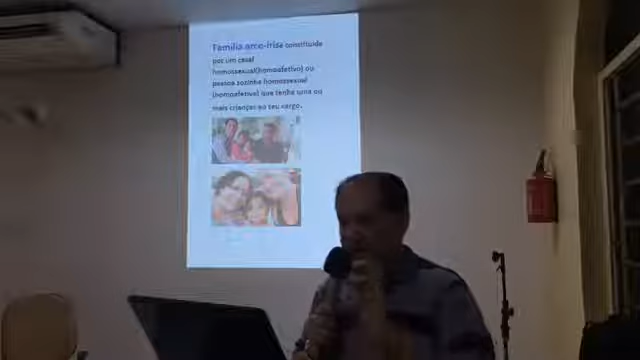 Família arco-íris: constituída
por um casal
homossexual(homoafetivo) ou
pessoa sozinha homossexual
(homoafetiva) que tenha uma ou
mais crianças ao seu cargo.